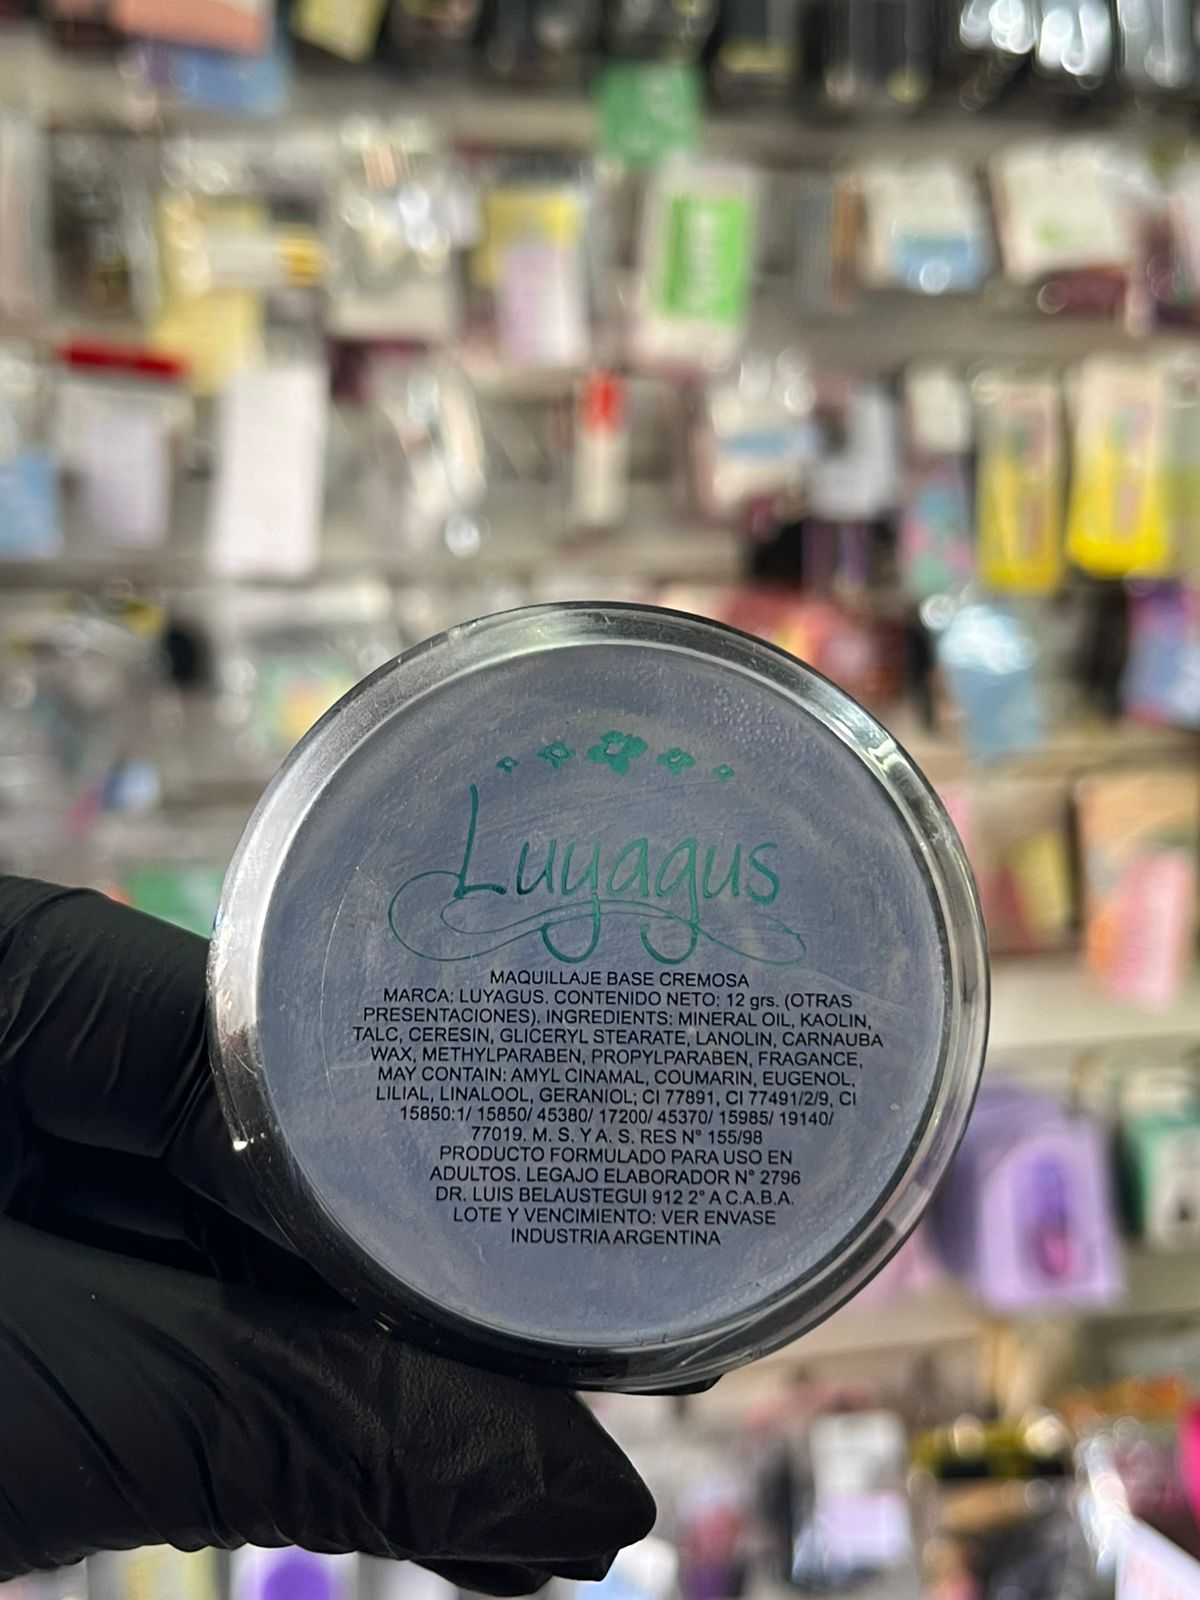 Luyagus
MAQUILLAJE BASE CREMOSA
MARCA: LUYAGUS. CONTENIDO NETO: 12 grs. (OTRAS
PRESENTACIONES). INGREDIENTS: MINERAL OIL, KAOLIN,
TALC, CERESIN, GLICERYL STEARATE, LANOLIN, CARNAUBA
WAX, METHYLPARABEN, PROPYLPARABEN, FRAGANCE,
MAY CONTAIN: AMYL CINAMAL, COUMARIN, EUGENOL,
LILIAL, LINALOOL, GERANIOL; CI 77891, CI 77491/2/9, CI
15850:1/ 15850/ 45380/ 17200/ 45370/ 15985/ 19140/
77019. M. S. Y A. S. RES N° 155/98
PRODUCTO FORMULADO PARA USO EN
ADULTOS. LEGAJO ELABORADOR N° 2796
DR. LUIS BELAUSTEGUI 912 2° A C.A.B.A.
LOTE Y VENCIMIENTO: VER ENVASE
INDUSTRIA ARGENTINA